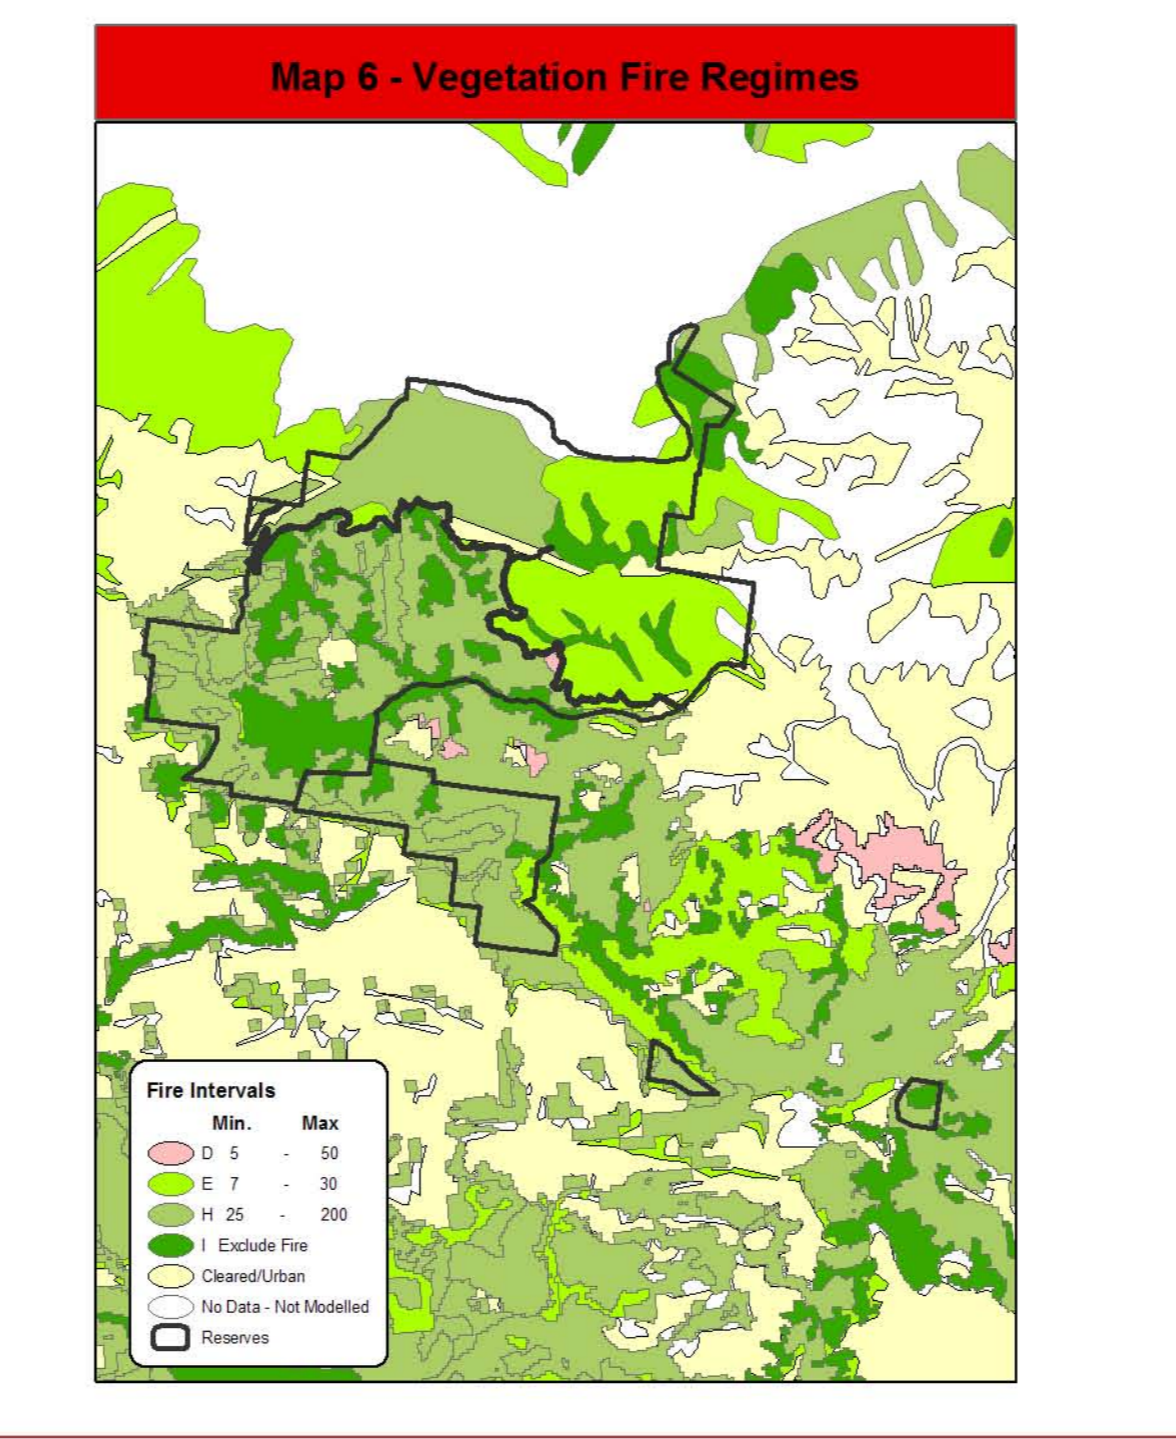 Map 6 - Vegetation Fire Regimes
Fire Intervals
Min. Max
D 5 - 50
E 7 - 30
H 25 - 200
I Exclude Fire
Cleared/Urban
No Data - Not Modelled
Reserves